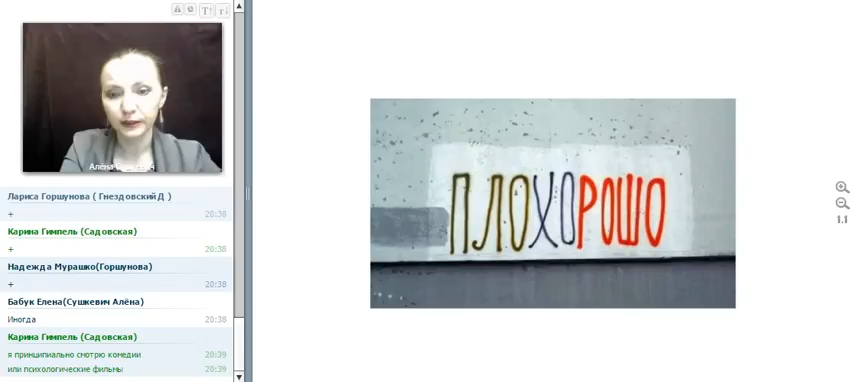 T↑ т↓
Алёна
Лариса Горшунова ( Гнездовский Д )
+ 20:38
Карина Гимпель (Садовская)
+ 20:38
Надежда Мурашко(Горшунова)
+ 20:38
Бабук Елена(Сушкевич Алёна)
Иногда 20:38
Карина Гимпель (Садовская)
я принципиально смотрю комедии 20:39
или психологические фильмы 20:39
ПЛОХОРОШО
1.1